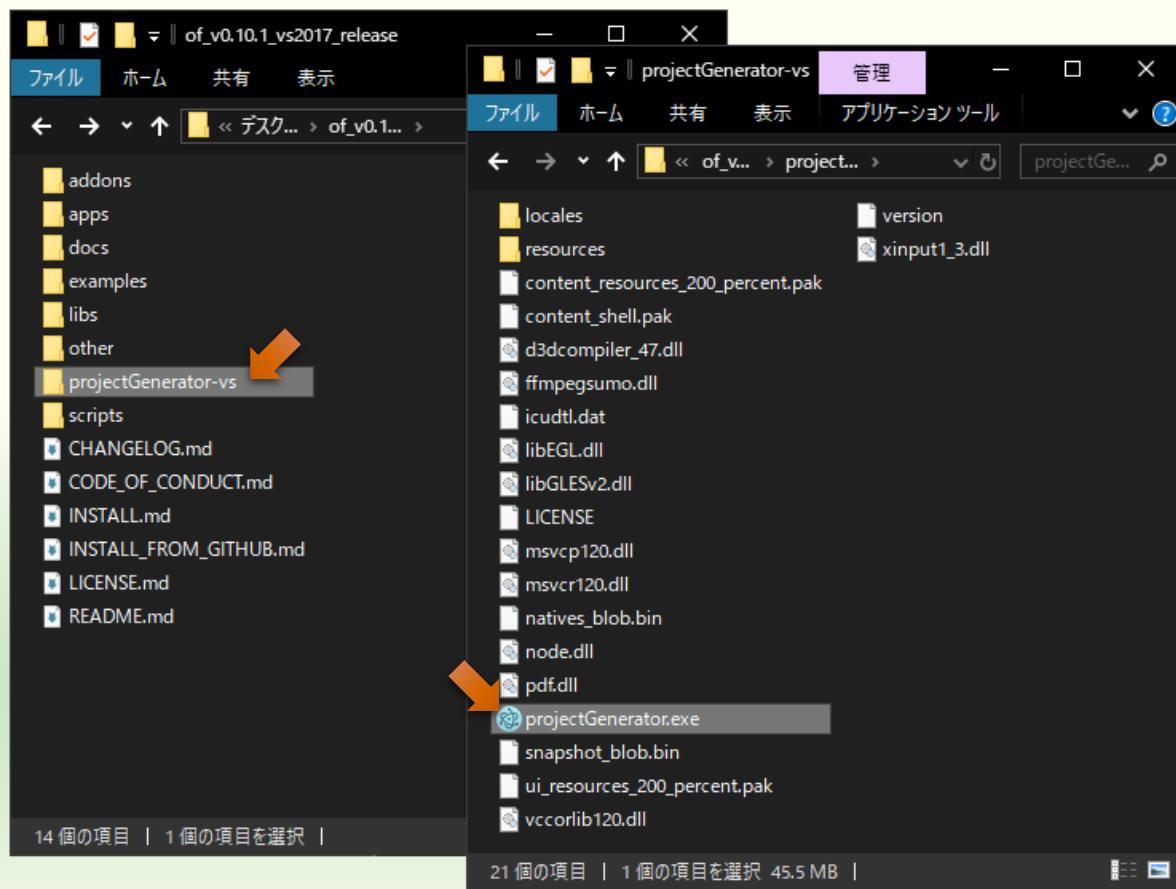 of_v0.10.1_vs2017_release
ファイル ホーム 共有 表示
« デスク... › of_v0.1... ›
addons
apps
docs
examples
libs
other
projectGenerator-vs
scripts
CHANGELOG.md
CODE_OF_CONDUCT.md
INSTALL.md
INSTALL_FROM_GITHUB.md
LICENSE.md
README.md
14 個の項目 | 1 個の項目を選択 |
projectGenerator-vs 管理
ファイル ホーム 共有 表示 アプリケーション ツール
« of_v... › project... › projectGe...
locales
resources
content_resources_200_percent.pak
content_shell.pak
d3dcompiler_47.dll
ffmpegsumo.dll
icudtl.dat
libEGL.dll
libGLESv2.dll
LICENSE
msvcp120.dll
msvcr120.dll
natives_blob.bin
node.dll
pdf.dll
projectGenerator.exe
snapshot_blob.bin
ui_resources_200_percent.pak
vccorlib120.dll
version
xinput1_3.dll
21 個の項目 | 1 個の項目を選択 45.5 MB |